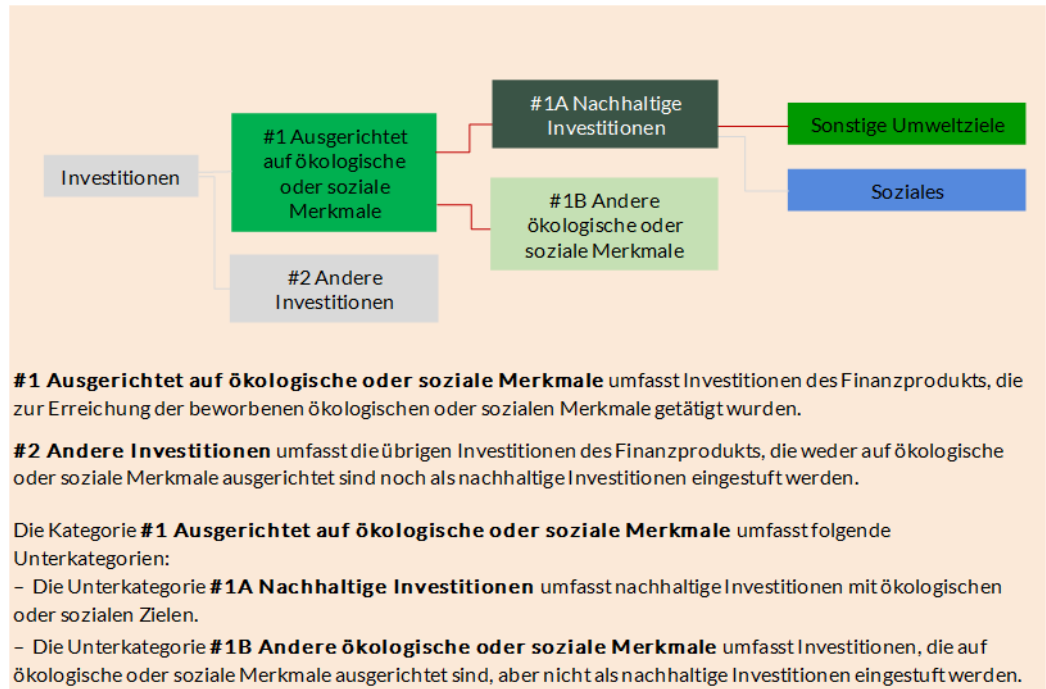 #1A Nachhaltige
Investitionen
Sonstige Umweltziele
#1 Ausgerichtet
auf ökologische
oder soziale
Merkmale
Investitionen
Soziales
#1B Andere
ökologische oder
soziale Merkmale
#2 Andere
Investitionen
#1 Ausgerichtet auf ökologische oder soziale Merkmale umfasst Investitionen des Finanzprodukts, die
zur Erreichung der beworbenen ökologischen oder sozialen Merkmale getätigt wurden.
#2 Andere Investitionen umfasst die übrigen Investitionen des Finanzprodukts, die weder auf ökologische
oder soziale Merkmale ausgerichtet sind noch als nachhaltige Investitionen eingestuft werden.
Die Kategorie #1 Ausgerichtet auf ökologische oder soziale Merkmale umfasst folgende
Unterkategorien:
– Die Unterkategorie #1A Nachhaltige Investitionen umfasst nachhaltige Investitionen mit ökologischen
oder sozialen Zielen.
– Die Unterkategorie #1B Andere ökologische oder soziale Merkmale umfasst Investitionen, die auf
ökologische oder soziale Merkmale ausgerichtet sind, aber nicht als nachhaltige Investitionen eingestuft werden.